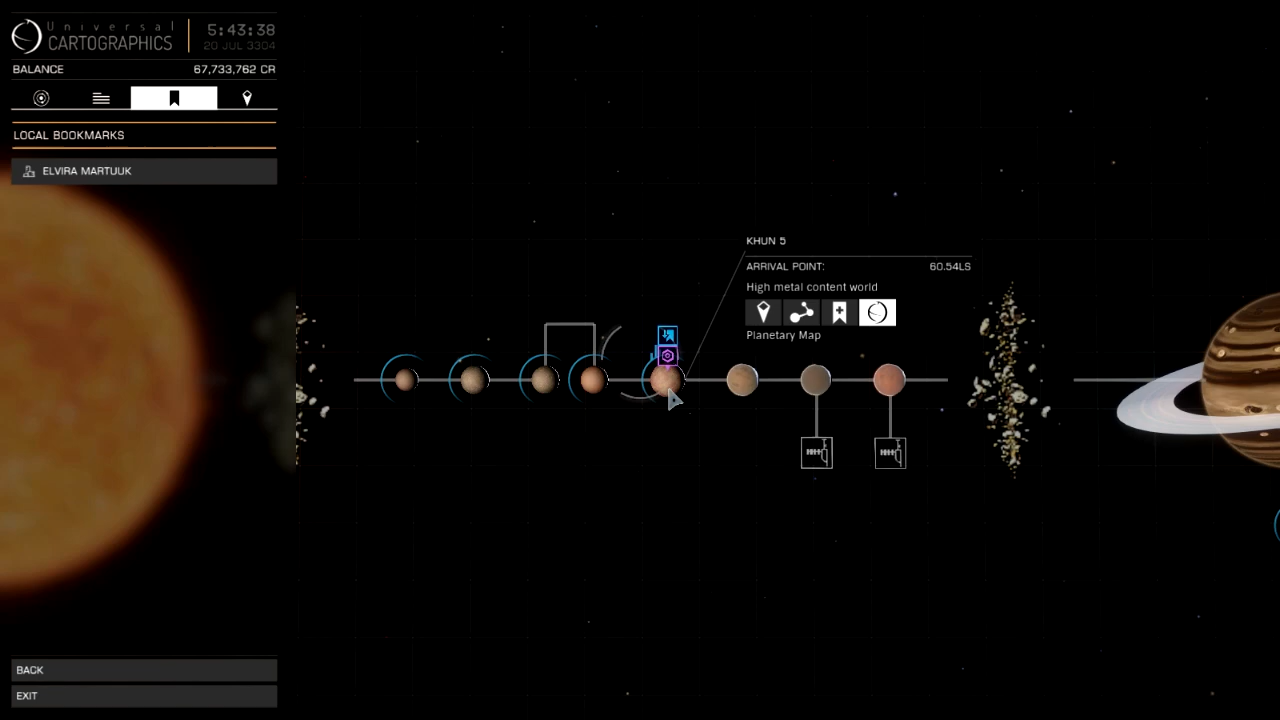 Universal
CARTOGRAPHICS
5:43:38
20 JUL 3304
BALANCE 67,733,762 CR
LOCAL BOOKMARKS
ELVIRA MARTUUK
KHUN 5
ARRIVAL POINT: 60.54LS
High metal content world
Planetary Map
BACK
EXIT